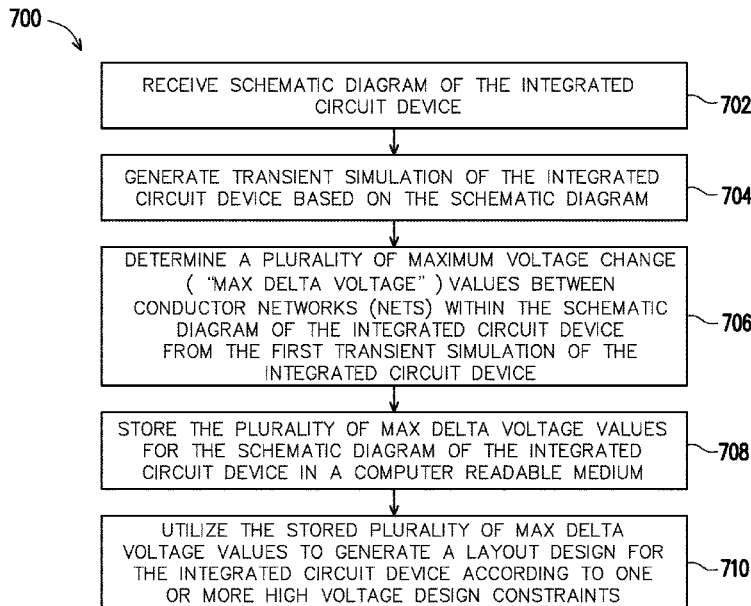 700
RECEIVE SCHEMATIC DIAGRAM OF THE INTEGRATED
CIRCUIT DEVICE
702
GENERATE TRANSIENT SIMULATION OF THE INTEGRATED
CIRCUIT DEVICE BASED ON THE SCHEMATIC DIAGRAM
704
DETERMINE A PLURALITY OF MAXIMUM VOLTAGE CHANGE
( "MAX DELTA VOLTAGE" ) VALUES BETWEEN
CONDUCTOR NETWORKS (NETS) WITHIN THE SCHEMATIC
DIAGRAM OF THE INTEGRATED CIRCUIT DEVICE
FROM THE FIRST TRANSIENT SIMULATION OF THE
INTEGRATED CIRCUIT DEVICE
706
STORE THE PLURALITY OF MAX DELTA VOLTAGE VALUES
FOR THE SCHEMATIC DIAGRAM OF THE INTEGRATED
CIRCUIT DEVICE IN A COMPUTER READABLE MEDIUM
708
UTILIZE THE STORED PLURALITY OF MAX DELTA
VOLTAGE VALUES TO GENERATE A LAYOUT DESIGN FOR
THE INTEGRATED CIRCUIT DEVICE ACCORDING TO ONE
OR MORE HIGH VOLTAGE DESIGN CONSTRAINTS
710